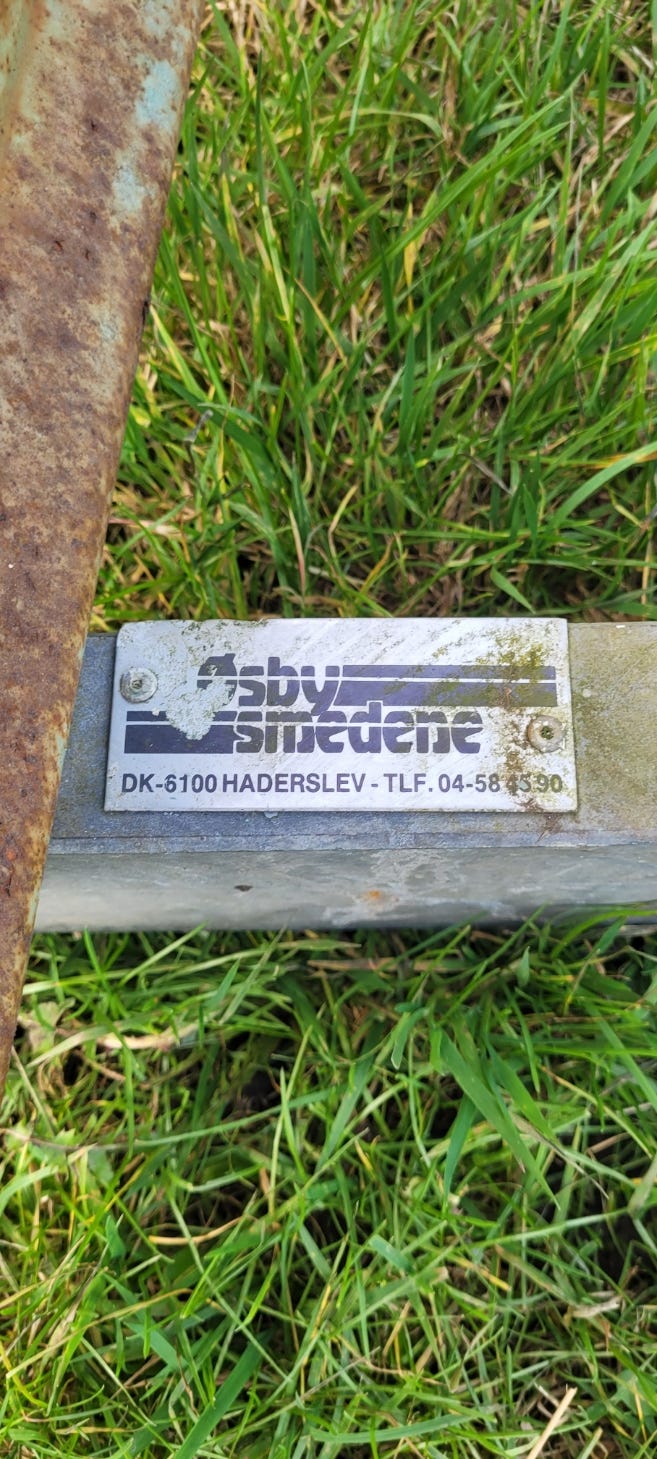 Øsby
smedene
DK-6100 HADERSLEV - TLF. 04-58 45 90